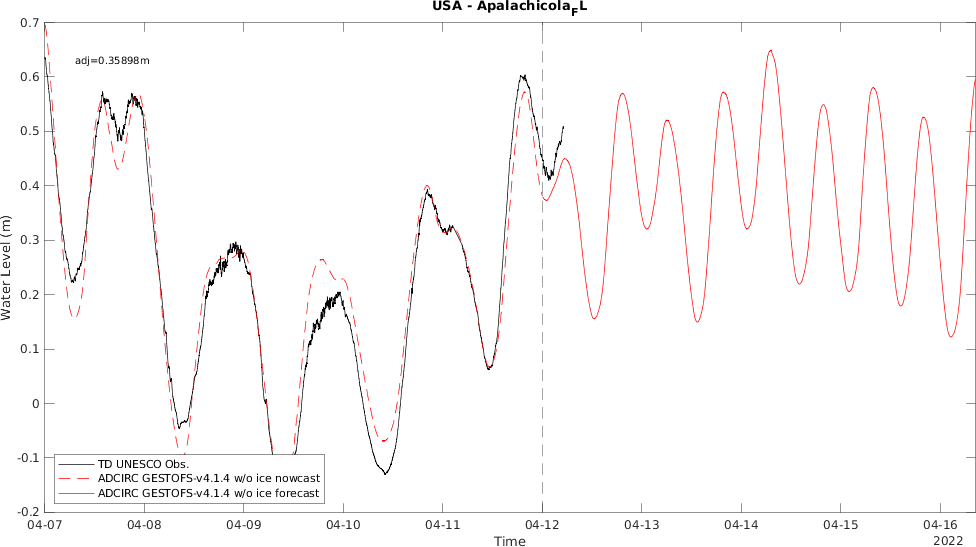 USA - Apalachicola_FL
adj=0.35898m
Water Level (m)
0.7
0.6
0.5
0.4
0.3
0.2
0.1
0
-0.1
-0.2
TD UNESCO Obs.
ADCIRC GESTOFS-v4.1.4 w/o ice nowcast
ADCIRC GESTOFS-v4.1.4 w/o ice forecast
04-07 04-08 04-09 04-10 04-11 04-12 04-13 04-14 04-15 04-16
Time
2022